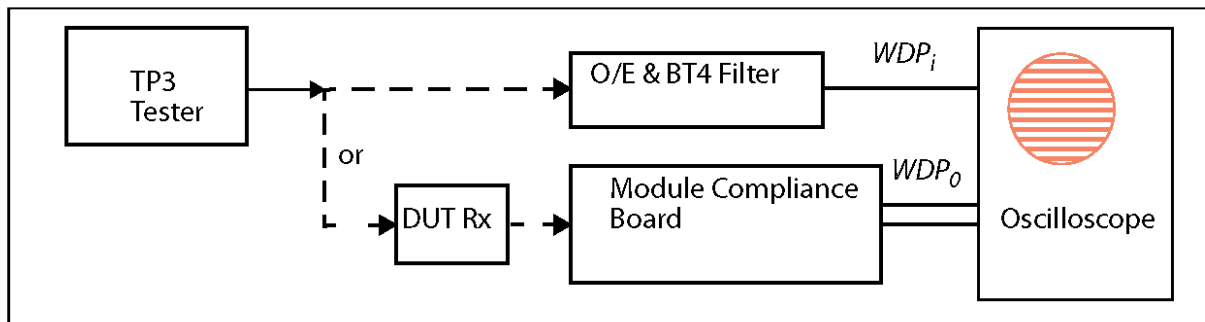 TP3
Tester
or
O/E & BT4 Filter
WDPi
DUT Rx
Module Compliance
Board
WDP0
Oscilloscope